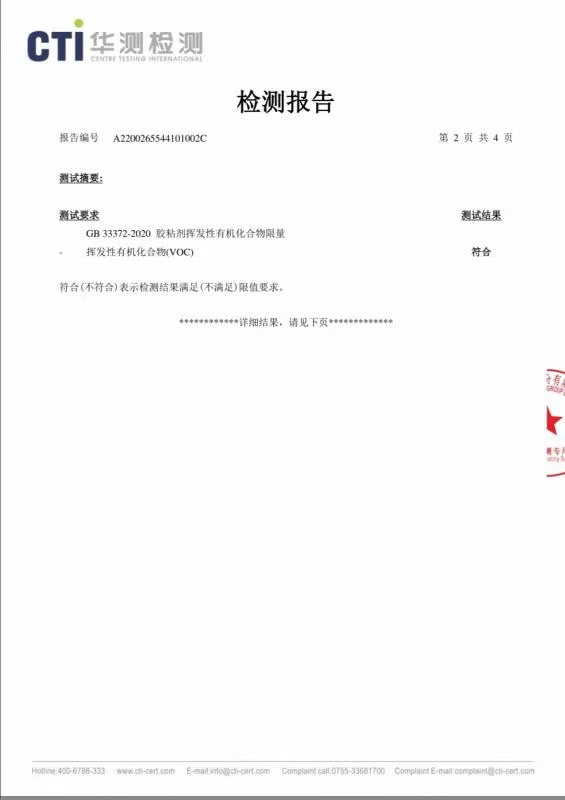 CTI 华测检测
CENTRE TESTING INTERNATIONAL
检测报告
报告编号 A2200265544101002C 第 2 页 共 4 页
测试摘要:
测试要求 测试结果
GB 33372-2020 胶粘剂挥发性有机化合物限量
- 挥发性有机化合物(VOC) 符合
符合(不符合)表示检测结果满足(不满足)限值要求。
************详细结果，请见下页*************
Hotline:400-6788-333 www.cti-cert.com E-mail:info@cti-cert.com Complaint call:0755-33681700 Complaint E-mail:complaint@cti-cert.com